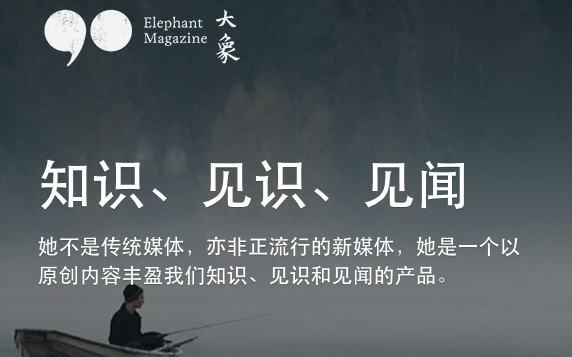 Elephant
Magazine
大象
知识、见识、见闻
她不是传统媒体，亦非正流行的新媒体，她是一个以
原创内容丰盈我们知识、见识和见闻的产品。